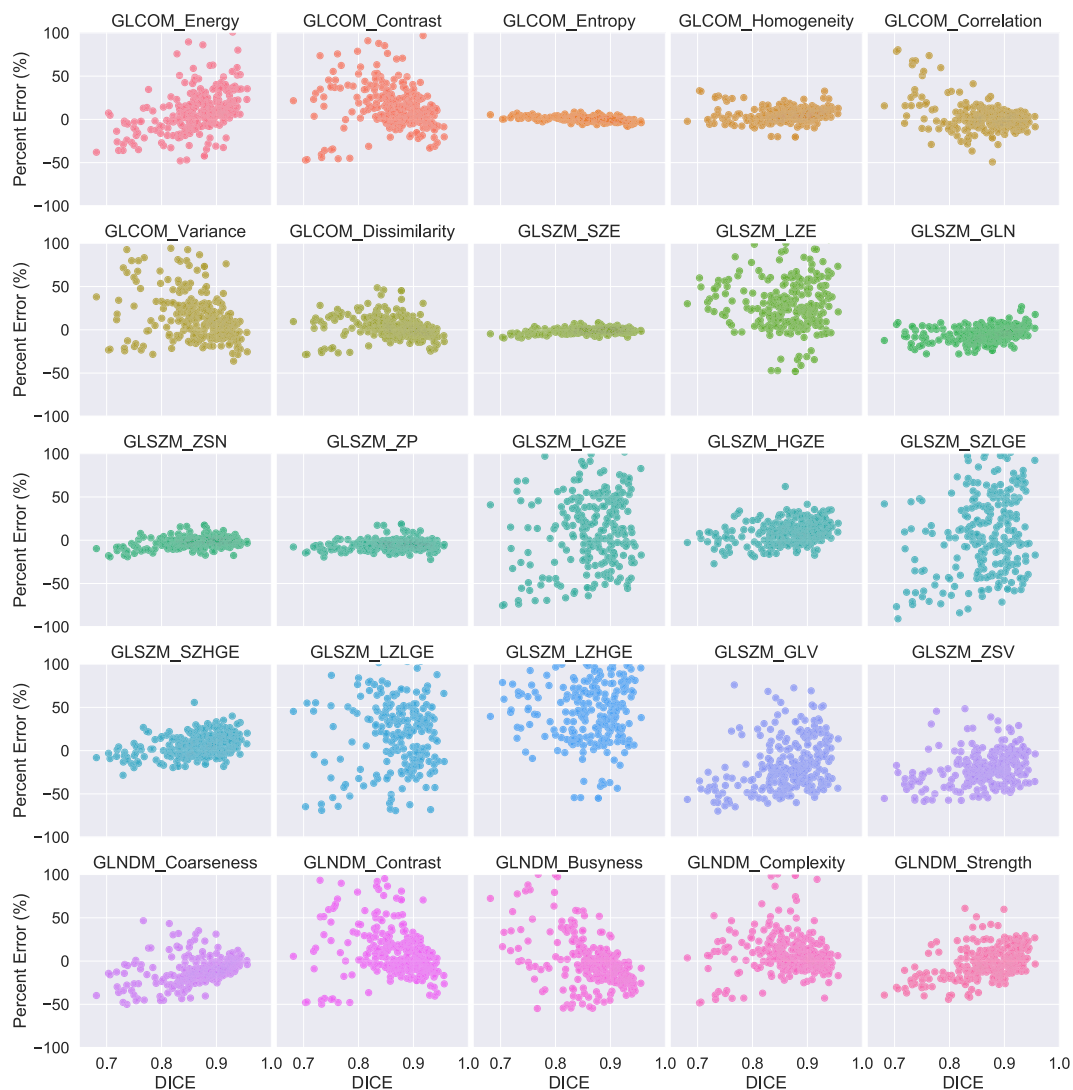 GLCOM_Energy GLCOM_Contrast GLCOM_Entropy GLCOM_Homogeneity GLCOM_Correlation
100
50
0
−50
−100
Percent Error (%)
GLCOM_Variance GLCOM_Dissimilarity GLSZM_SZE GLSZM_LZE GLSZM_GLN
100
50
0
−50
−100
Percent Error (%)
GLSZM_ZSN GLSZM_ZP GLSZM_LGZE GLSZM_HGZE GLSZM_SZLGE
100
50
0
−50
−100
Percent Error (%)
GLSZM_SZHGE GLSZM_LZLGE GLSZM_LZHGE GLSZM_GLV GLSZM_ZSV
100
50
0
−50
−100
Percent Error (%)
GLNDM_Coarseness GLNDM_Contrast GLNDM_Busyness GLNDM_Complexity GLNDM_Strength
100
50
0
−50
−100
Percent Error (%)
0.7 0.8 0.9 1.0 0.7 0.8 0.9 1.0 0.7 0.8 0.9 1.0 0.7 0.8 0.9 1.0 0.7 0.8 0.9 1.0
DICE DICE DICE DICE DICE